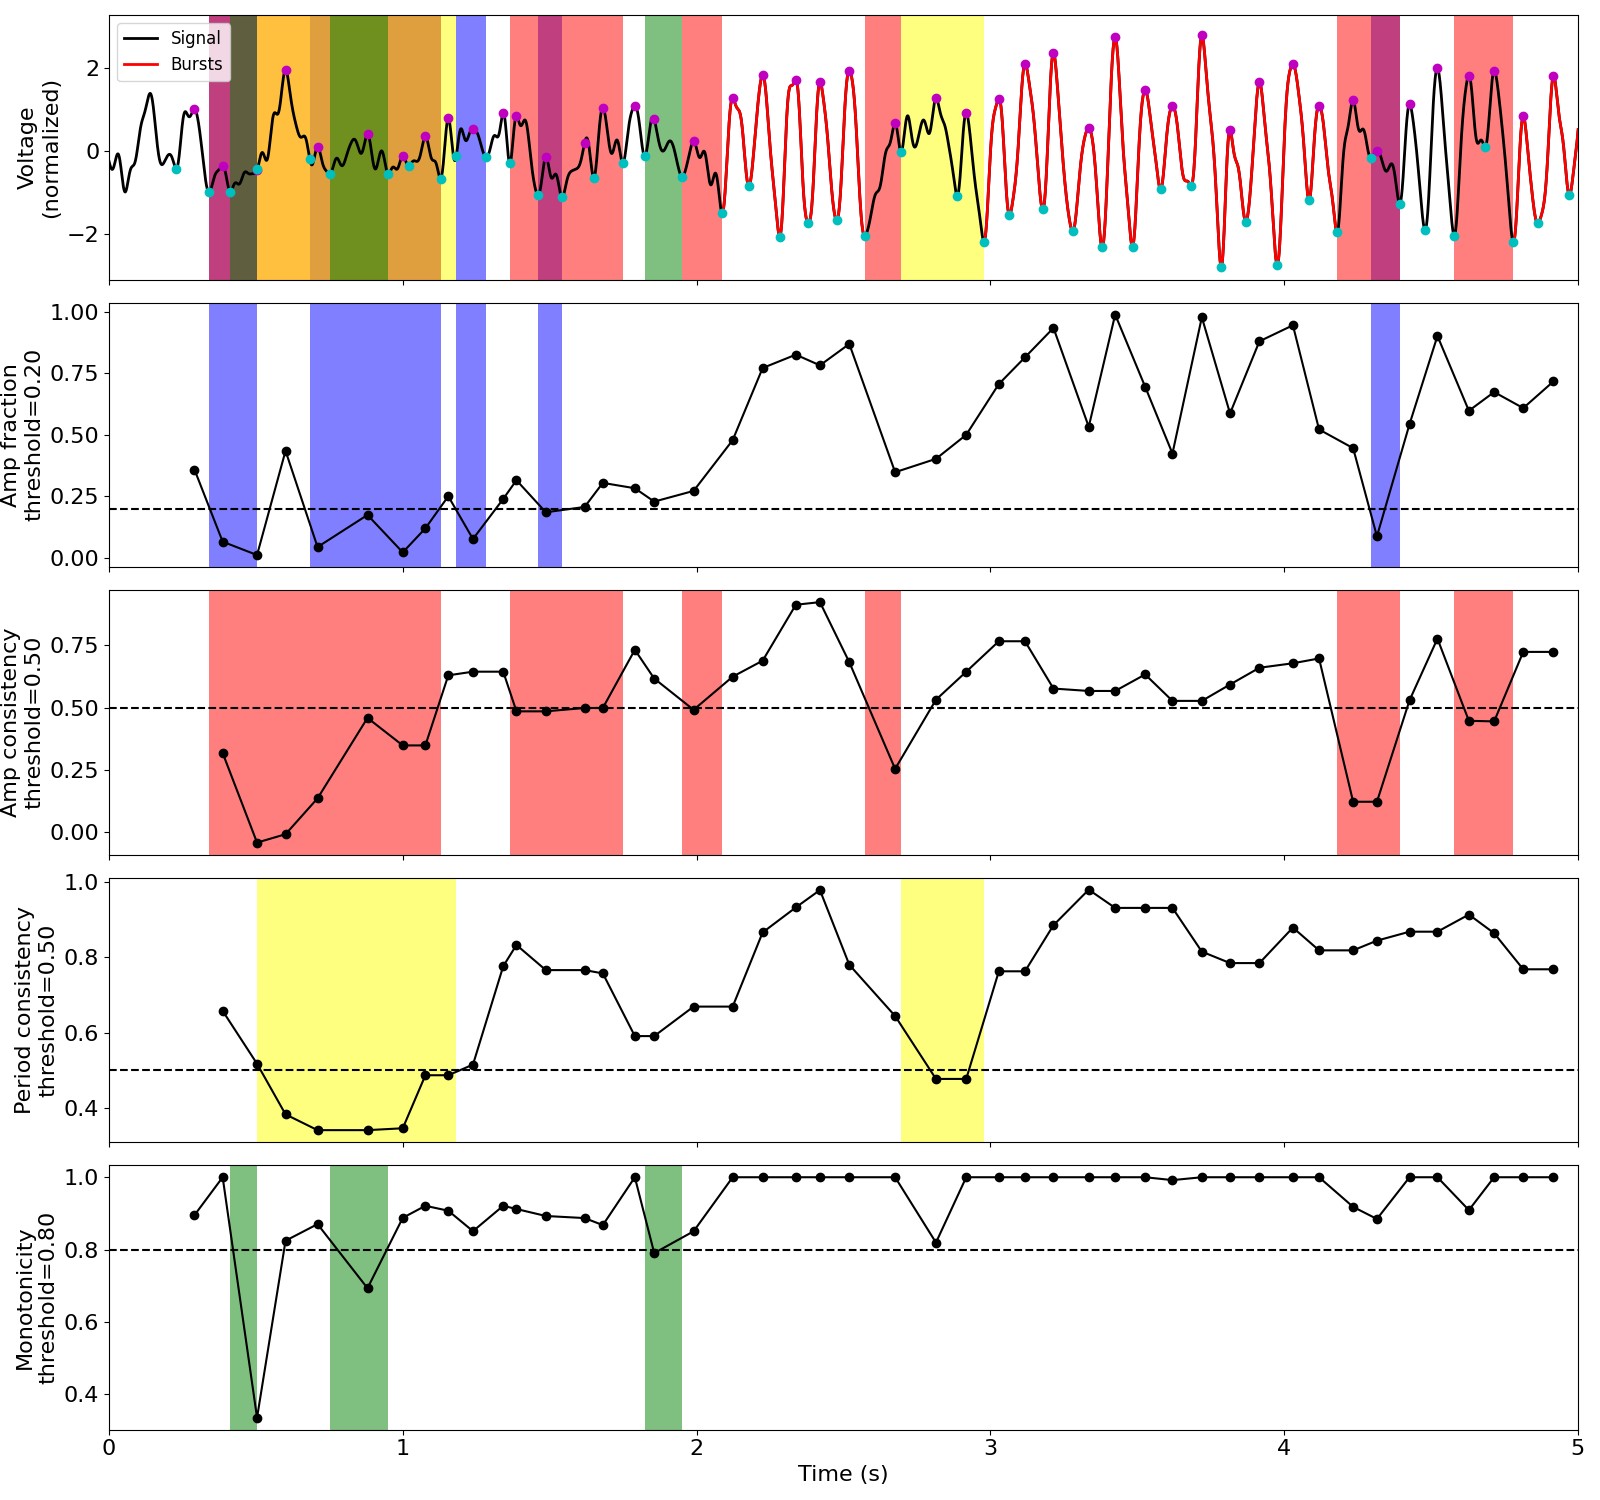 Voltage
(normalized)
2
0
−2
Signal
Bursts
Amp fraction
threshold=0.20
1.00
0.75
0.50
0.25
0.00
Amp consistency
threshold=0.50
0.75
0.50
0.25
0.00
Period consistency
threshold=0.50
1.0
0.8
0.6
0.4
Monotonicity
threshold=0.80
1.0
0.8
0.6
0.4
0 1 2 3 4 5
Time (s)